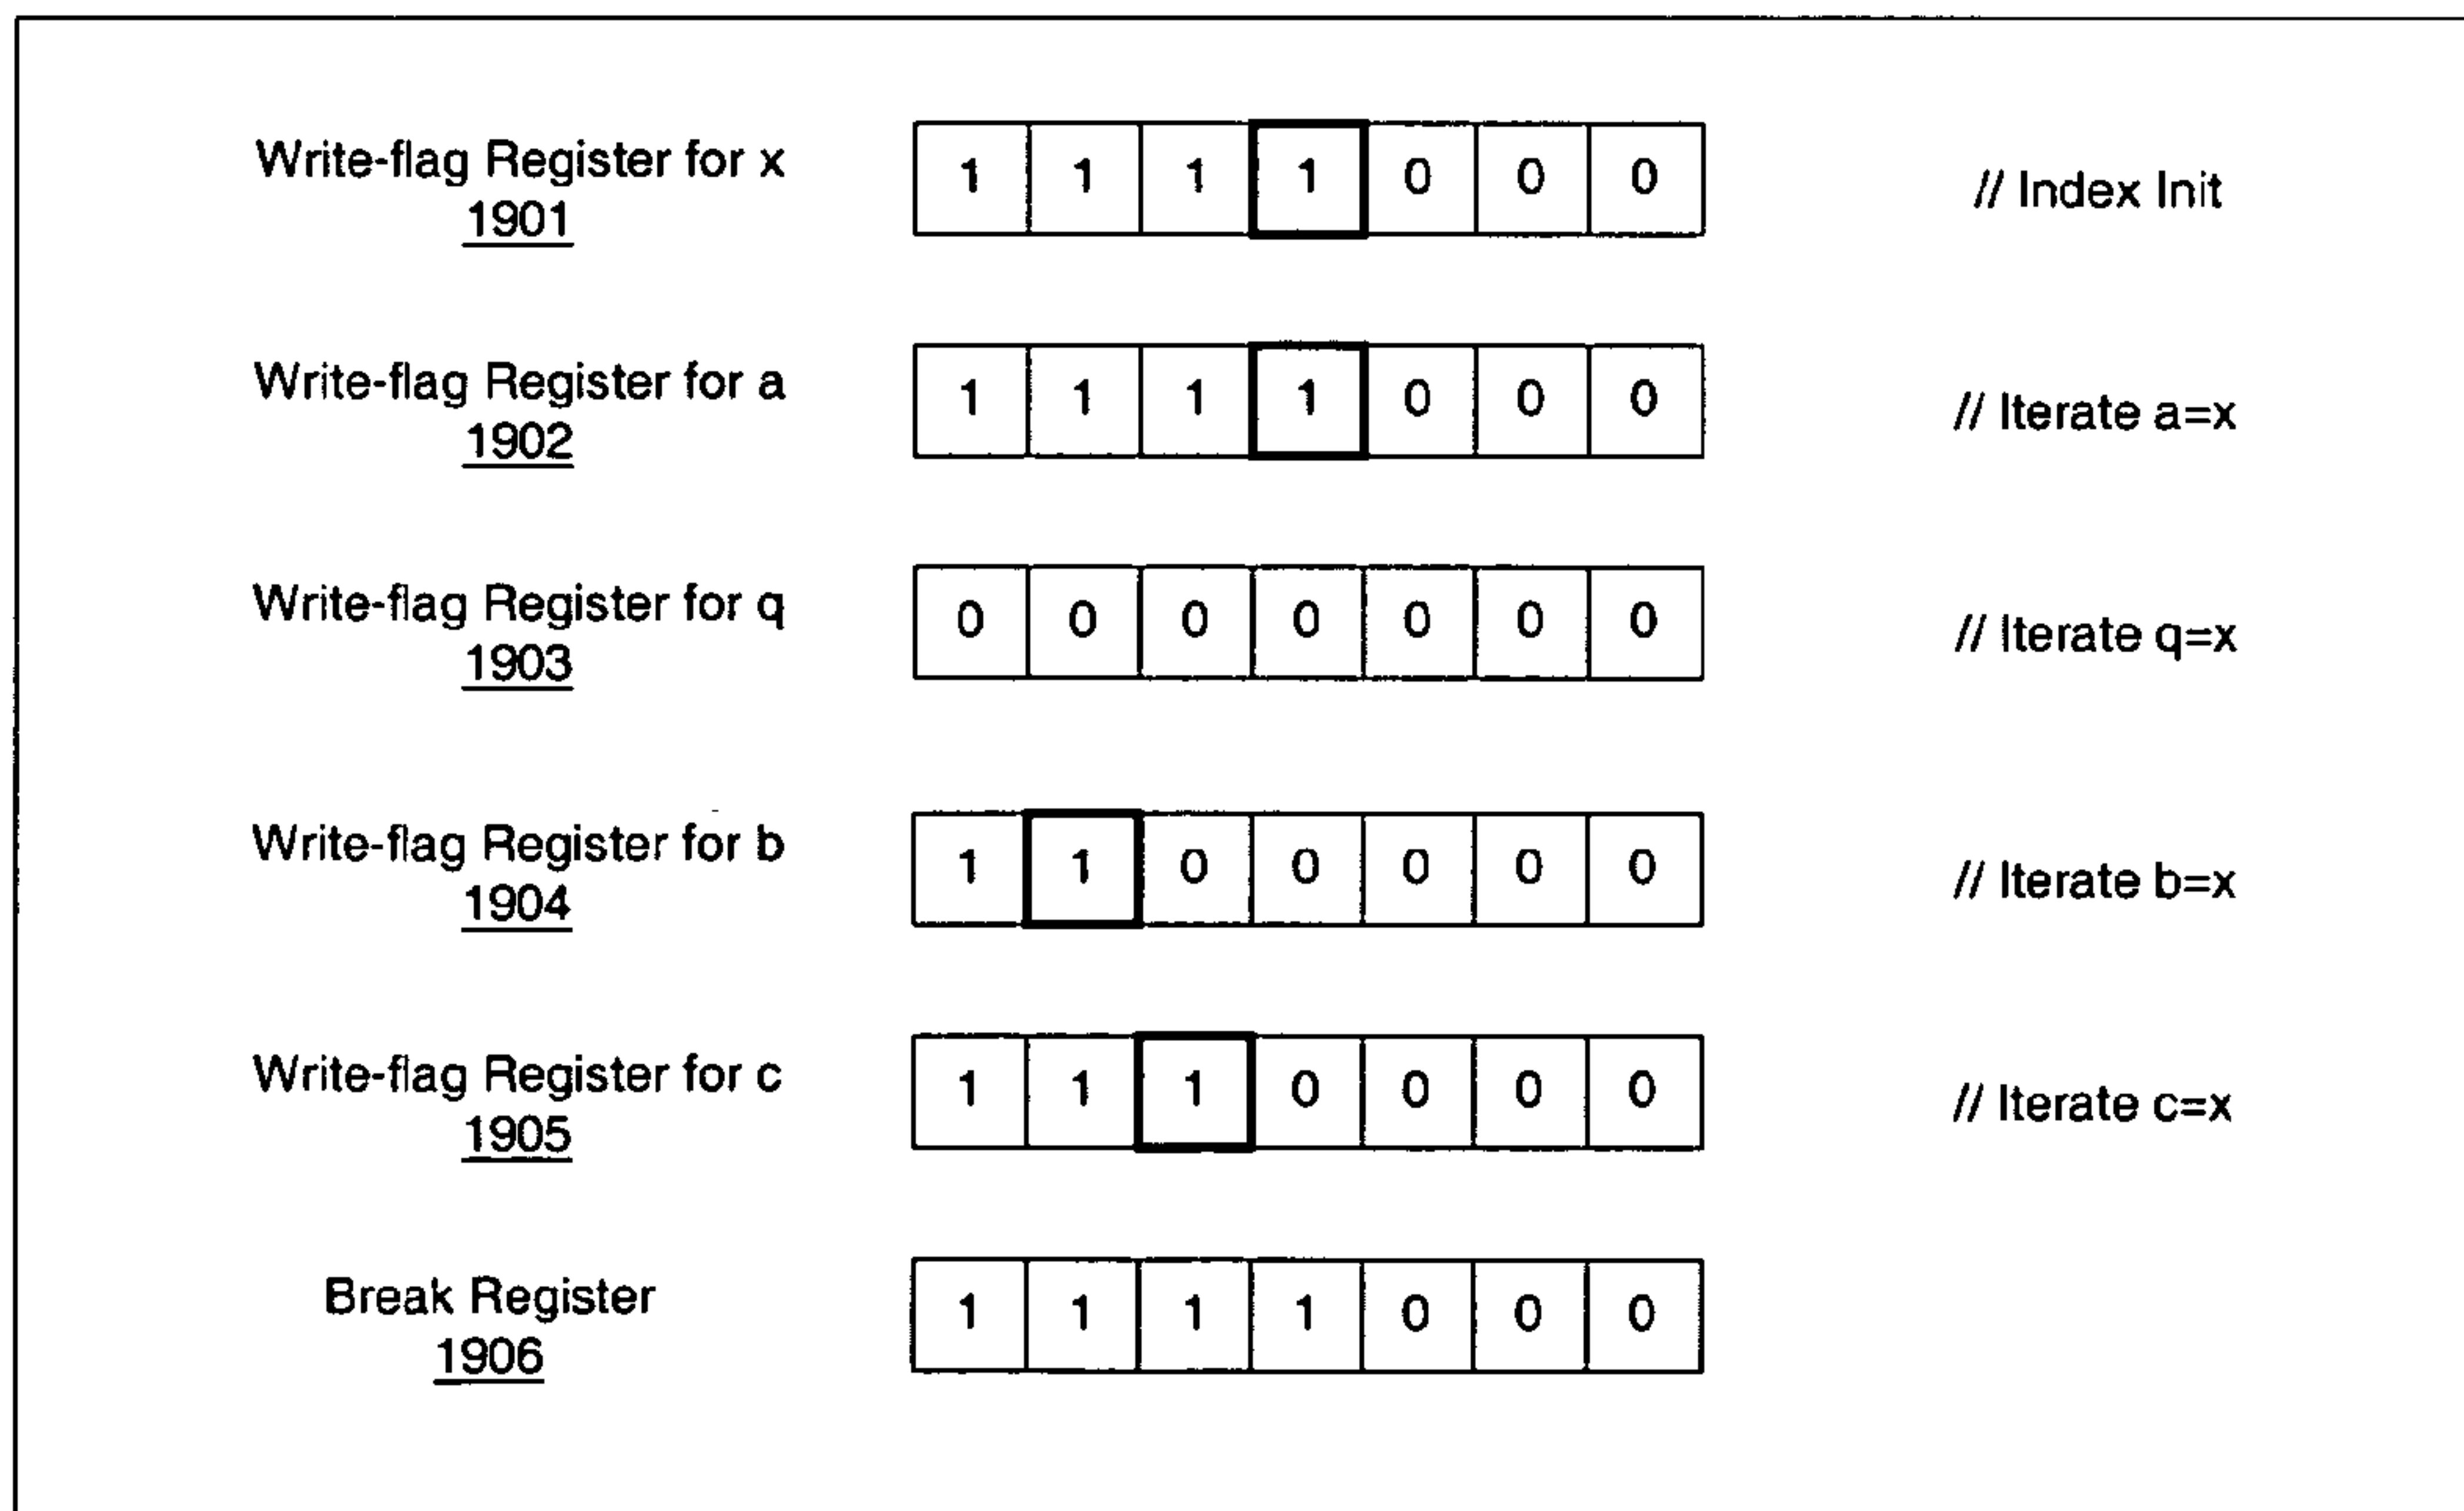 Write-flag Register for x
1901
1 1 1 1 0 0 0
// Index Init
Write-flag Register for a
1902
1 1 1 1 0 0 0
// Iterate a=x
Write-flag Register for q
1903
0 0 0 0 0 0 0
// Iterate q=x
Write-flag Register for b
1904
1 1 0 0 0 0 0
// Iterate b=x
Write-flag Register for c
1905
1 1 1 0 0 0 0
// Iterate c=x
Break Register
1906
1 1 1 1 0 0 0